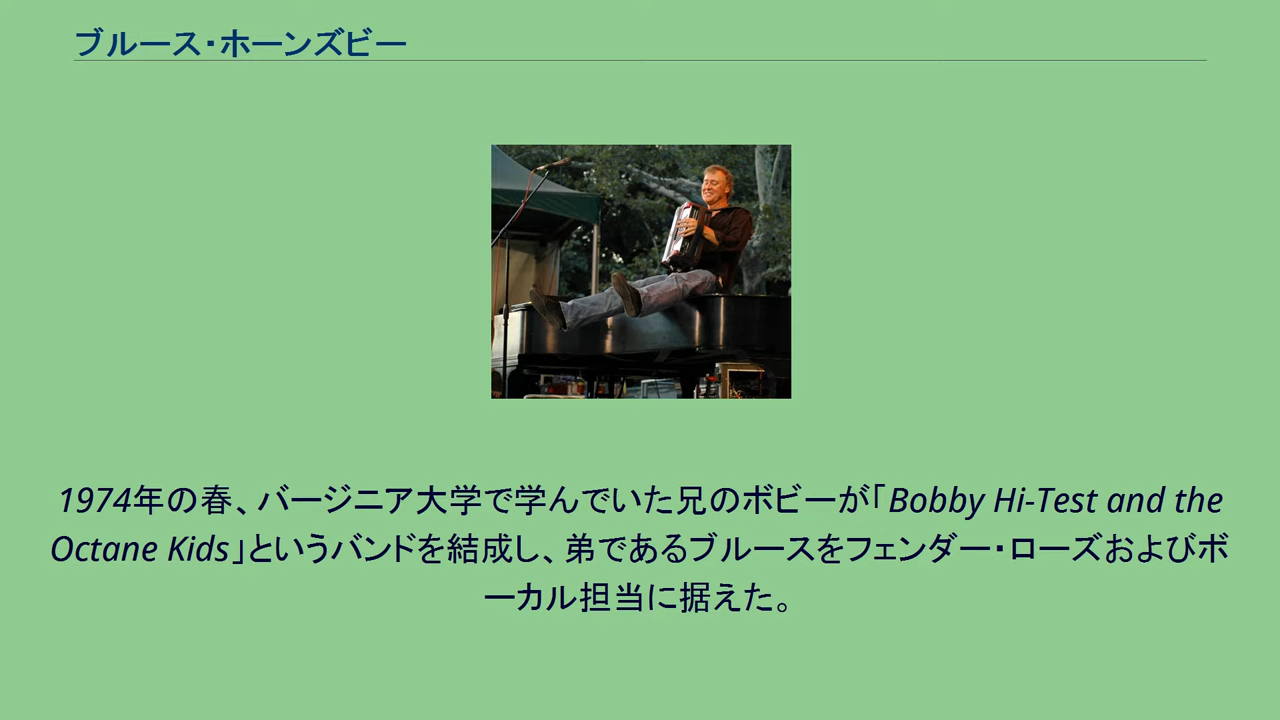 ブルース・ホーンズビー
1974年の春、バージニア大学で学んでいた兄のボビーが｢Bobby Hi-Test and the
Octane Kids｣というバンドを結成し、弟であるブルースをフェンダー・ローズおよびボ
ーカル担当に据えた。